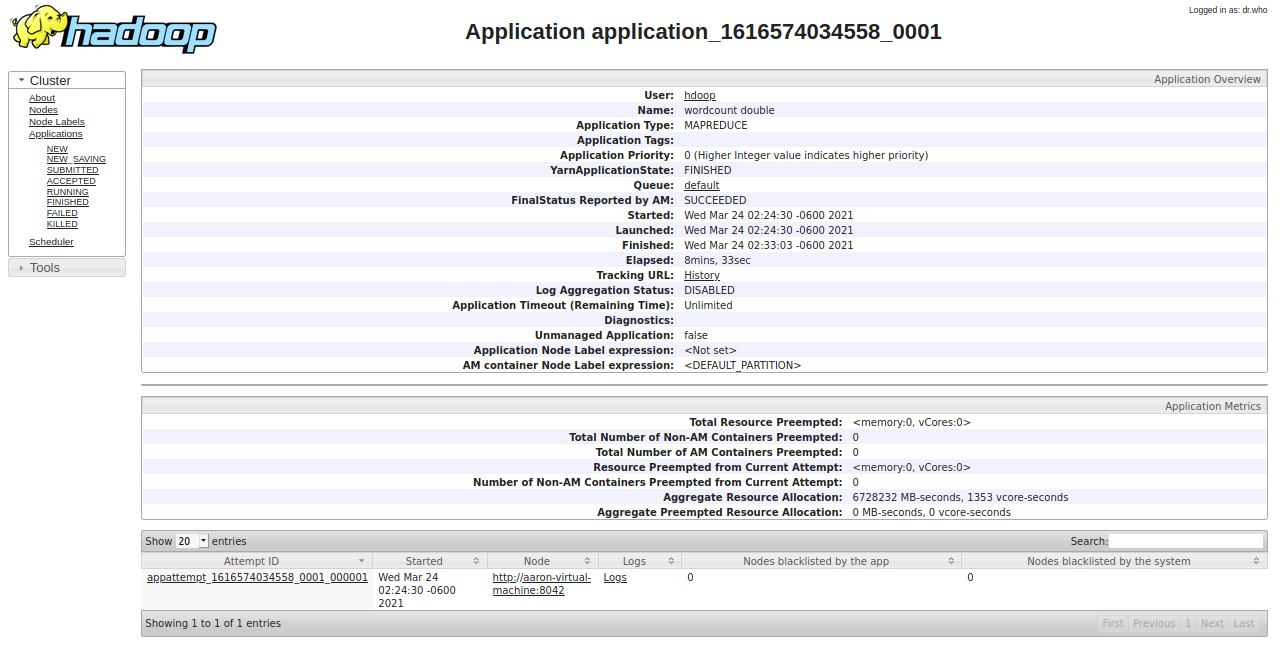 Logged in as: dr.who
hadoop
Application application_1616574034558_0001
Cluster
About
Nodes
Node Labels
Applications
NEW
NEW_SAVING
SUBMITTED
ACCEPTED
RUNNING
FINISHED
FAILED
KILLED
Scheduler
Tools
Application Overview
User: hdoop
Name: wordcount double
Application Type: MAPREDUCE
Application Tags:
Application Priority: 0 (Higher Integer value indicates higher priority)
YarnApplicationState: FINISHED
Queue: default
FinalStatus Reported by AM: SUCCEEDED
Started: Wed Mar 24 02:24:30 -0600 2021
Launched: Wed Mar 24 02:24:30 -0600 2021
Finished: Wed Mar 24 02:33:03 -0600 2021
Elapsed: 8mins, 33sec
Tracking URL: History
Log Aggregation Status: DISABLED
Application Timeout (Remaining Time): Unlimited
Diagnostics:
Unmanaged Application: false
Application Node Label expression: <Not set>
AM container Node Label expression: <DEFAULT_PARTITION>
Application Metrics
Total Resource Preempted: <memory:0, vCores:0>
Total Number of Non-AM Containers Preempted: 0
Total Number of AM Containers Preempted: 0
Resource Preempted from Current Attempt: <memory:0, vCores:0>
Number of Non-AM Containers Preempted from Current Attempt: 0
Aggregate Resource Allocation: 6728232 MB-seconds, 1353 vcore-seconds
Aggregate Preempted Resource Allocation: 0 MB-seconds, 0 vcore-seconds
Show 20 entries Search:
Attempt ID Started Node Logs Nodes blacklisted by the app Nodes blacklisted by the system
appattempt_1616574034558_0001_000001 Wed Mar 24 http://aaron-virtual- Logs 0 0
02:24:30 -0600 machine:8042
2021
Showing 1 to 1 of 1 entries First Previous 1 Next Last